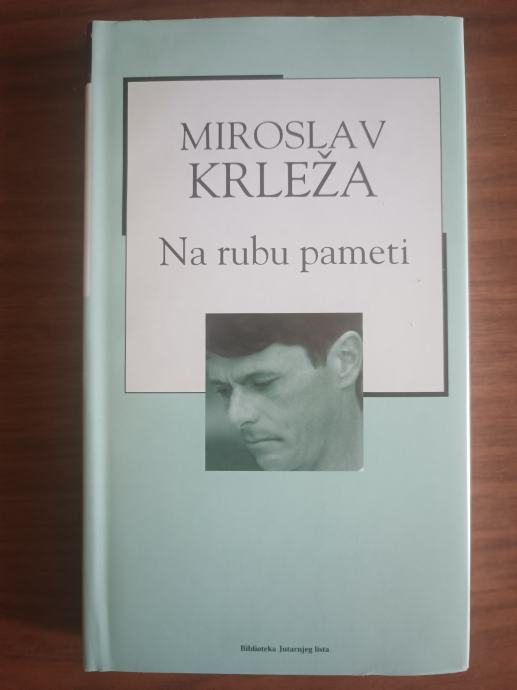 MIROSLAV
KRLEŽA
Na rubu pameti
Biblioteka Jutarnjeg lista